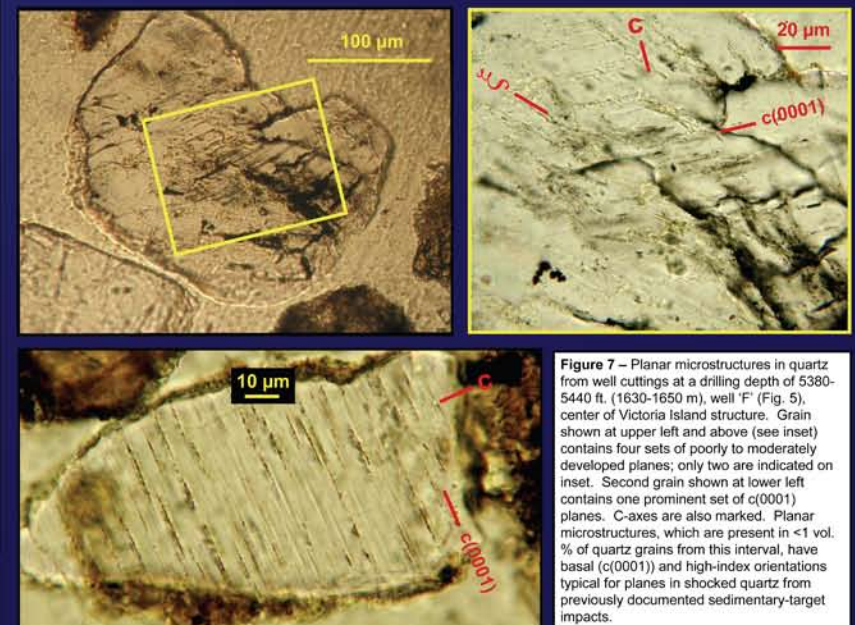 100 µm
C
20 µm
c(0001)
10 µm
C
c(0001)
Figure 7 – Planar microstructures in quartz
from well cuttings at a drilling depth of 5380-
5440 ft. (1630-1650 m), well 'F' (Fig. 5),
center of Victoria Island structure. Grain
shown at upper left and above (see inset)
contains four sets of poorly to moderately
developed planes; only two are indicated on
inset. Second grain shown at lower left
contains one prominent set of c(0001)
planes. C-axes are also marked. Planar
microstructures, which are present in <1 vol.
% of quartz grains from this interval, have
basal (c(0001)) and high-index orientations
typical for planes in shocked quartz from
previously documented sedimentary-target
impacts.